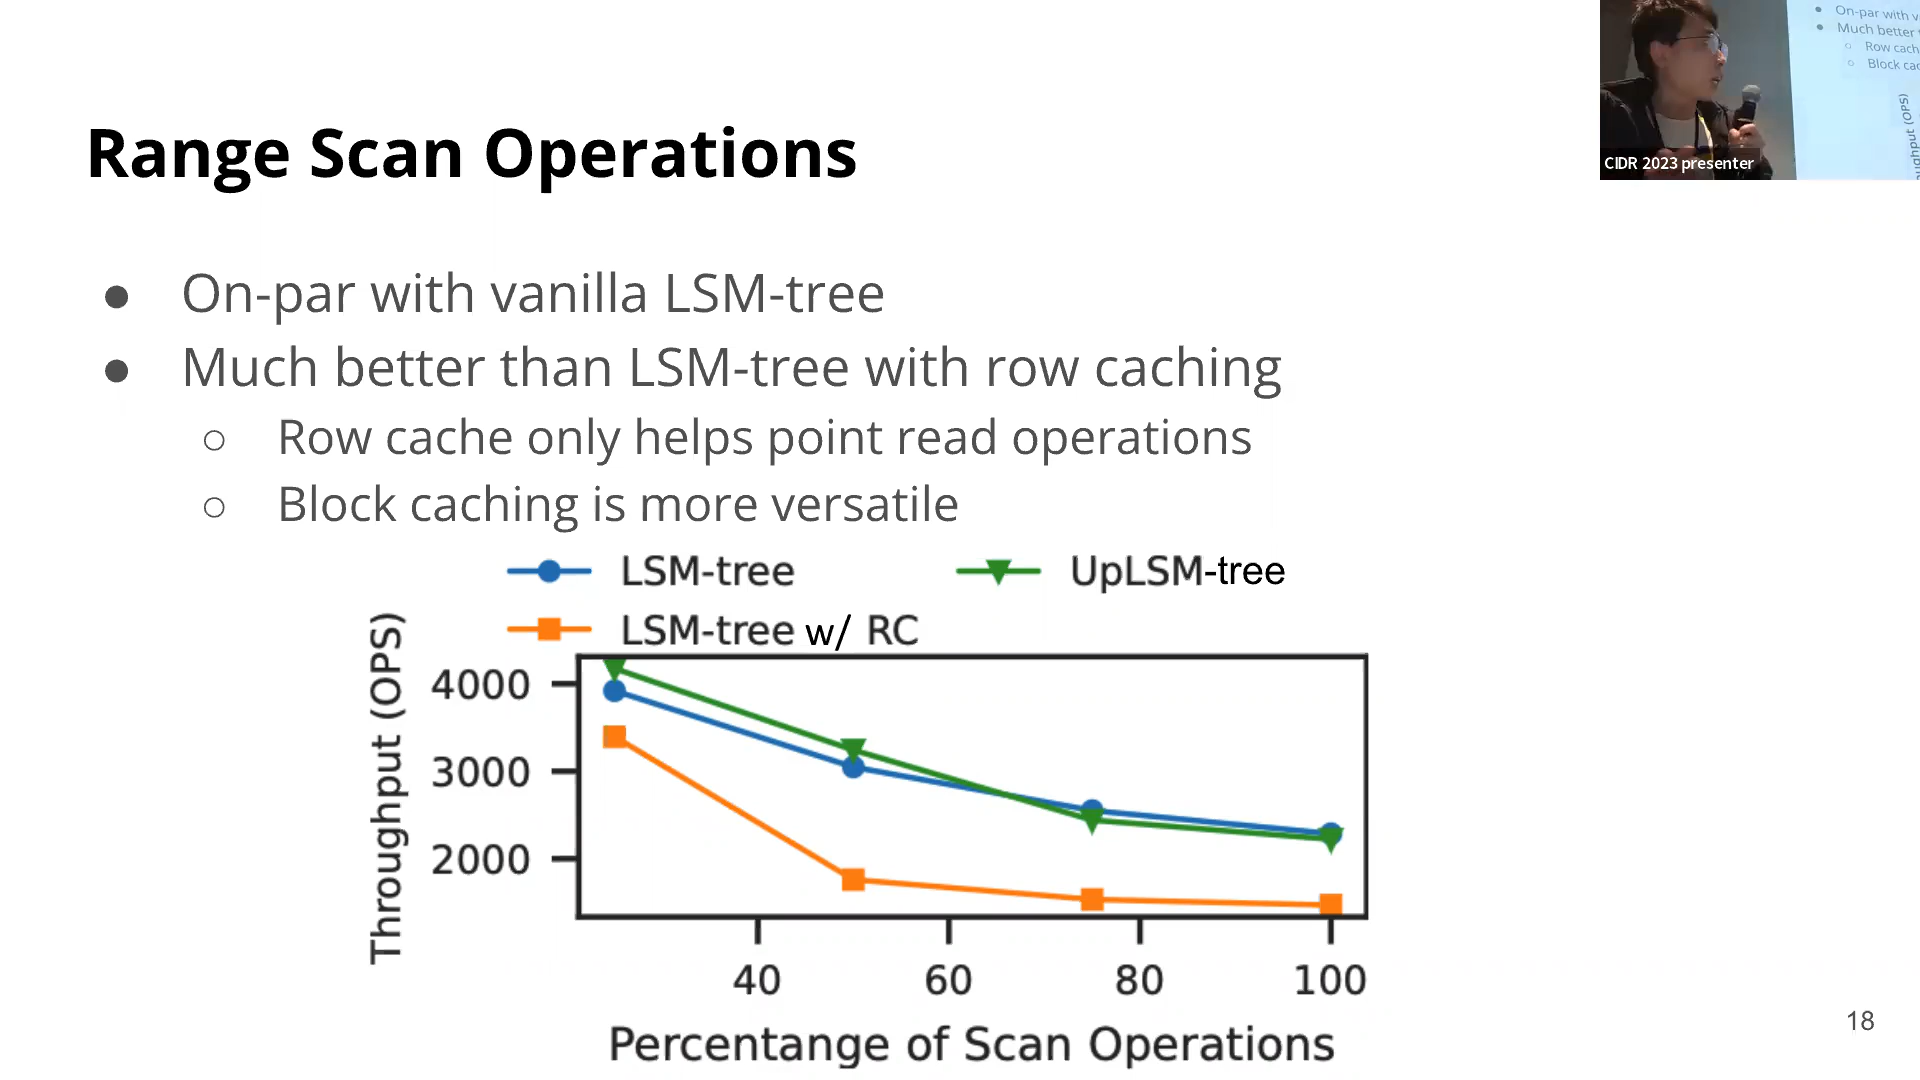 Range Scan Operations
● On-par with vanilla LSM-tree
● Much better than LSM-tree with row caching
○ Row cache only helps point read operations
○ Block caching is more versatile
LSM-tree
UpLSM-tree
LSM-tree w/ RC
Throughput (OPS)
4000
3000
2000
40 60 80 100
Percentange of Scan Operations
18
CIDR 2023 presenter
● On-par with
● Much better
○ Row
○ Block
(OPS)